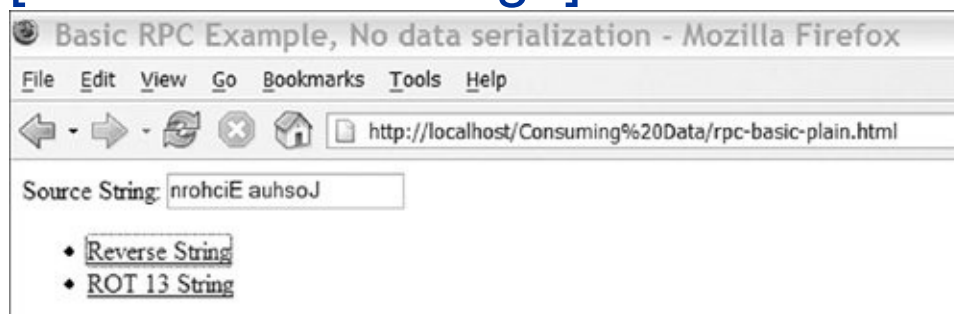 Basic RPC Example, No data serialization - Mozilla Firefox
File Edit View Go Bookmarks Tools Help
http://localhost/Consuming%20Data/rpc-basic-plain.html
Source String: nrohciE auhsoJ
Reverse String
ROT 13 String